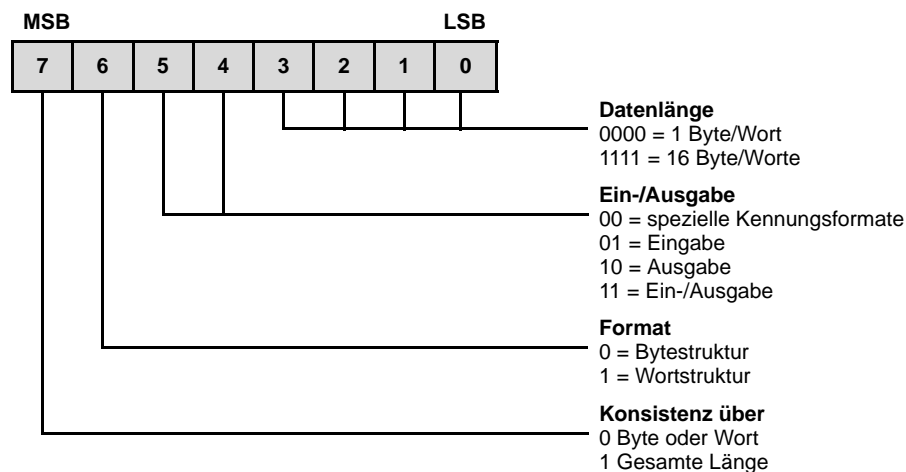 MSB LSB
7 6 5 4 3 2 1 0
Datenlänge
0000 = 1 Byte/Wort
1111 = 16 Byte/Worte
Ein-/Ausgabe
00 = spezielle Kennungsformate
01 = Eingabe
10 = Ausgabe
11 = Ein-/Ausgabe
Format
0 = Bytestruktur
1 = Wortstruktur
Konsistenz über
0 Byte oder Wort
1 Gesamte Länge